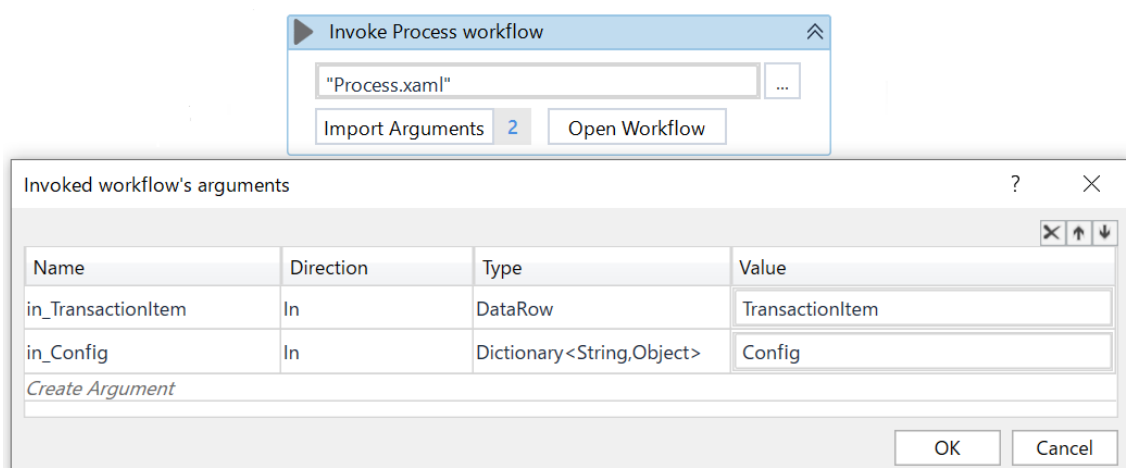 Invoke Process workflow
"Process.xaml"
...
Import Arguments 2 Open Workflow
Invoked workflow's arguments ?
Name Direction Type Value
in_TransactionItem In DataRow TransactionItem
in_Config In Dictionary<String,Object> Config
Create Argument
OK Cancel